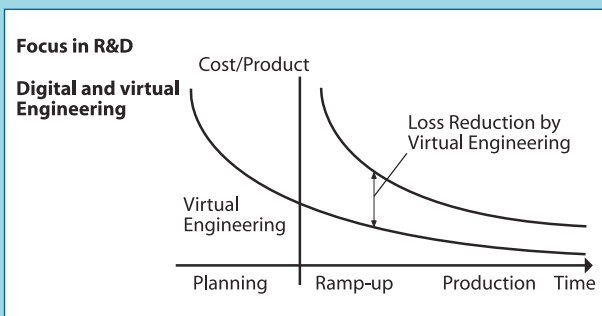 Focus in R&D
Digital and virtual
Engineering
Cost/Product
Loss Reduction by
Virtual Engineering
Virtual
Engineering
Planning
Ramp-up
Production
Time